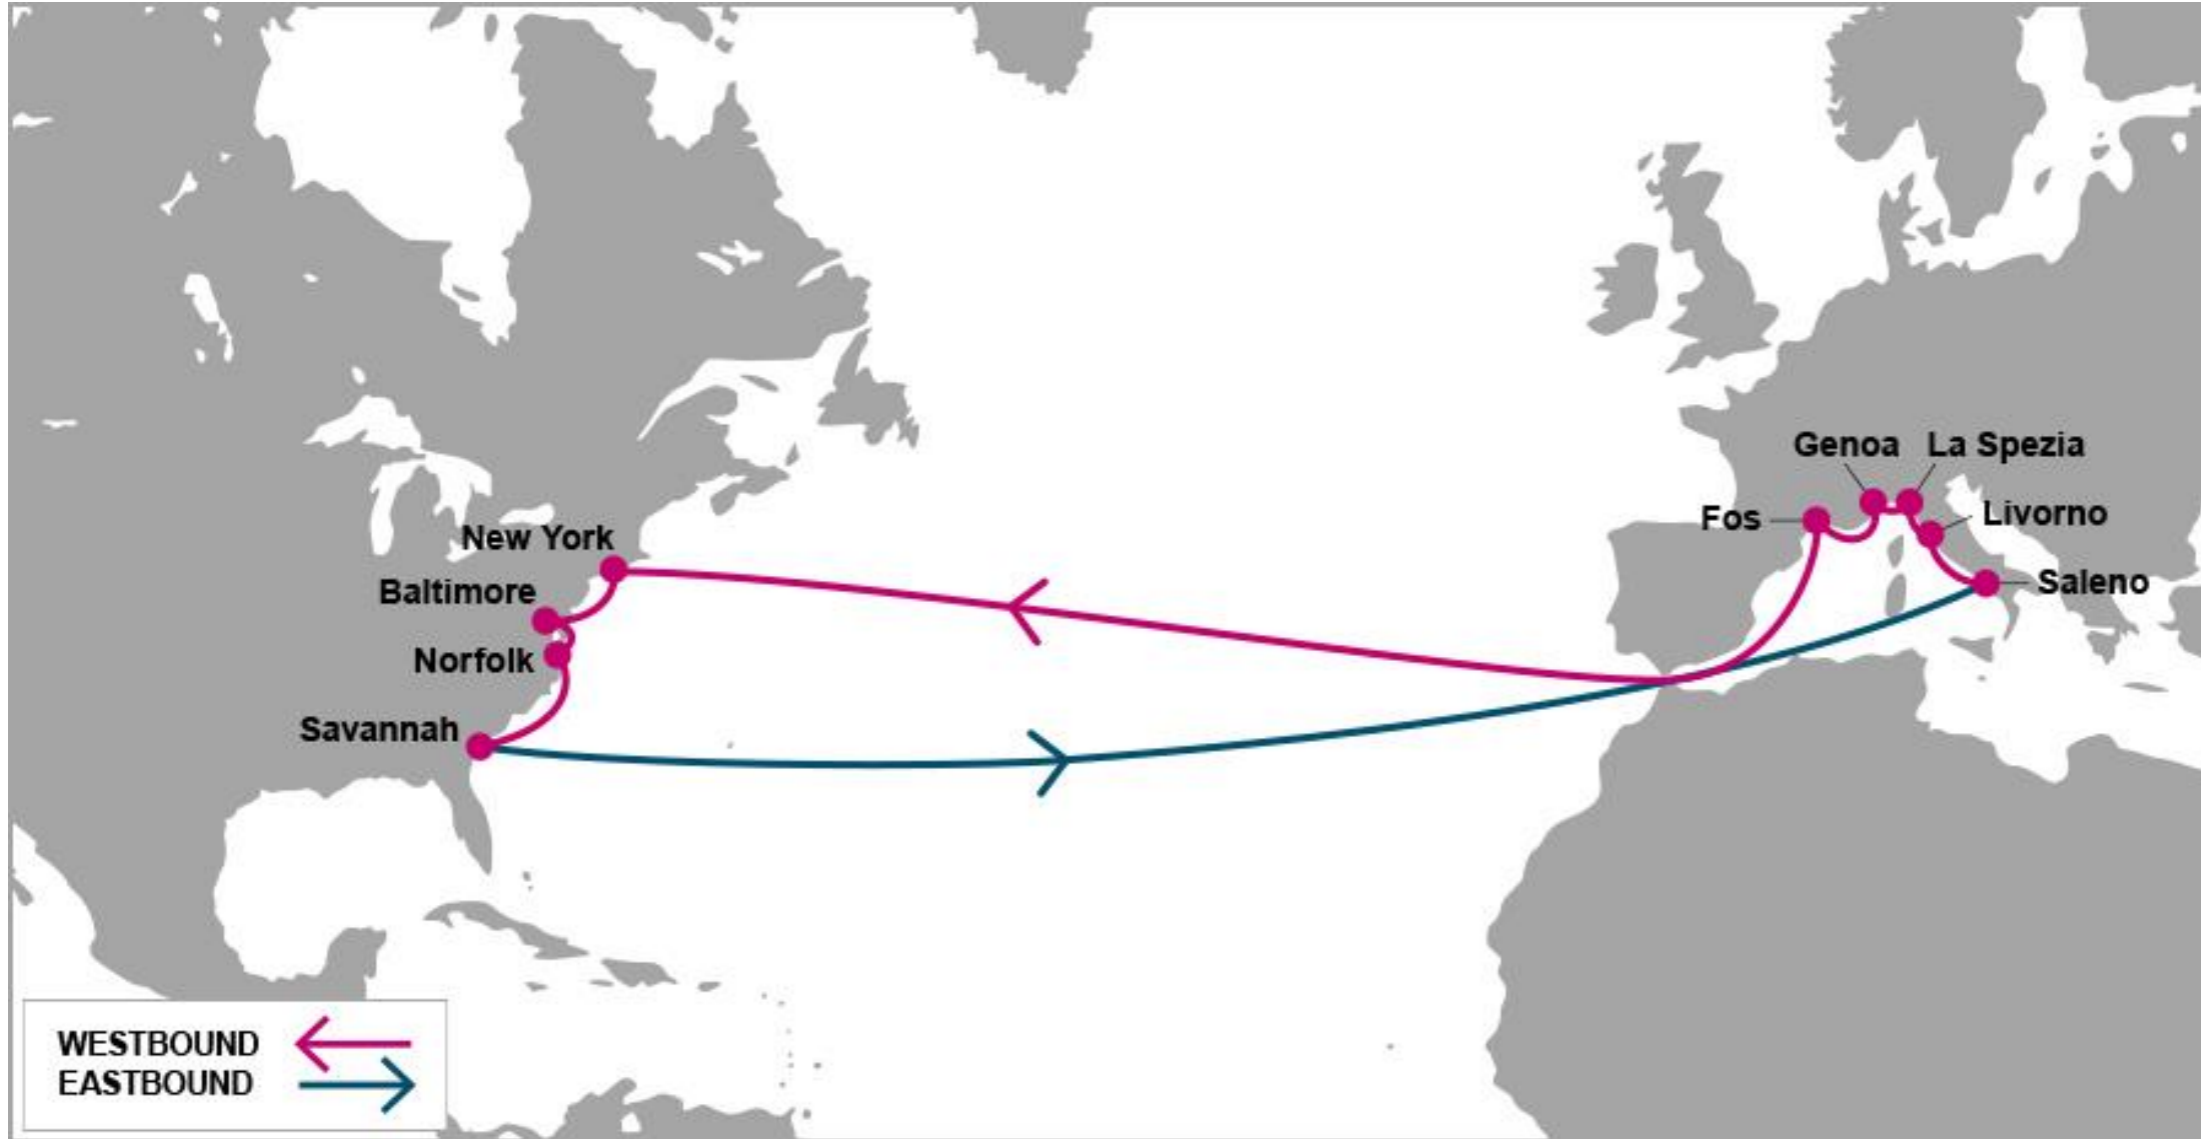 Genoa
La Spezia
Fos
Livorno
New York
Baltimore
Saleno
Norfolk
Savannah
WESTBOUND
EASTBOUND